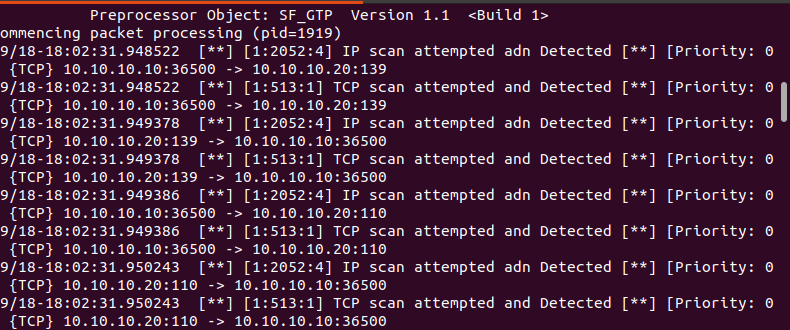 Preprocessor Object: SF_GTP  Version 1.1  <Build 1>
ommencing packet processing (pid=1919)
9/18-18:02:31.948522  [**] [1:2052:4] IP scan attempted adn Detected [**] [Priority: 0
 {TCP} 10.10.10.10:36500 -> 10.10.10.20:139
9/18-18:02:31.948522  [**] [1:513:1] TCP scan attempted and Detected [**] [Priority: 0
 {TCP} 10.10.10.10:36500 -> 10.10.10.20:139
9/18-18:02:31.949378  [**] [1:2052:4] IP scan attempted adn Detected [**] [Priority: 0
 {TCP} 10.10.10.20:139 -> 10.10.10.10:36500
9/18-18:02:31.949378  [**] [1:513:1] TCP scan attempted and Detected [**] [Priority: 0
 {TCP} 10.10.10.20:139 -> 10.10.10.10:36500
9/18-18:02:31.949386  [**] [1:2052:4] IP scan attempted adn Detected [**] [Priority: 0
 {TCP} 10.10.10.10:36500 -> 10.10.10.20:110
9/18-18:02:31.949386  [**] [1:513:1] TCP scan attempted and Detected [**] [Priority: 0
 {TCP} 10.10.10.10:36500 -> 10.10.10.20:110
9/18-18:02:31.950243  [**] [1:2052:4] IP scan attempted adn Detected [**] [Priority: 0
 {TCP} 10.10.10.20:110 -> 10.10.10.10:36500
9/18-18:02:31.950243  [**] [1:513:1] TCP scan attempted and Detected [**] [Priority: 0
 {TCP} 10.10.10.20:110 -> 10.10.10.10:36500